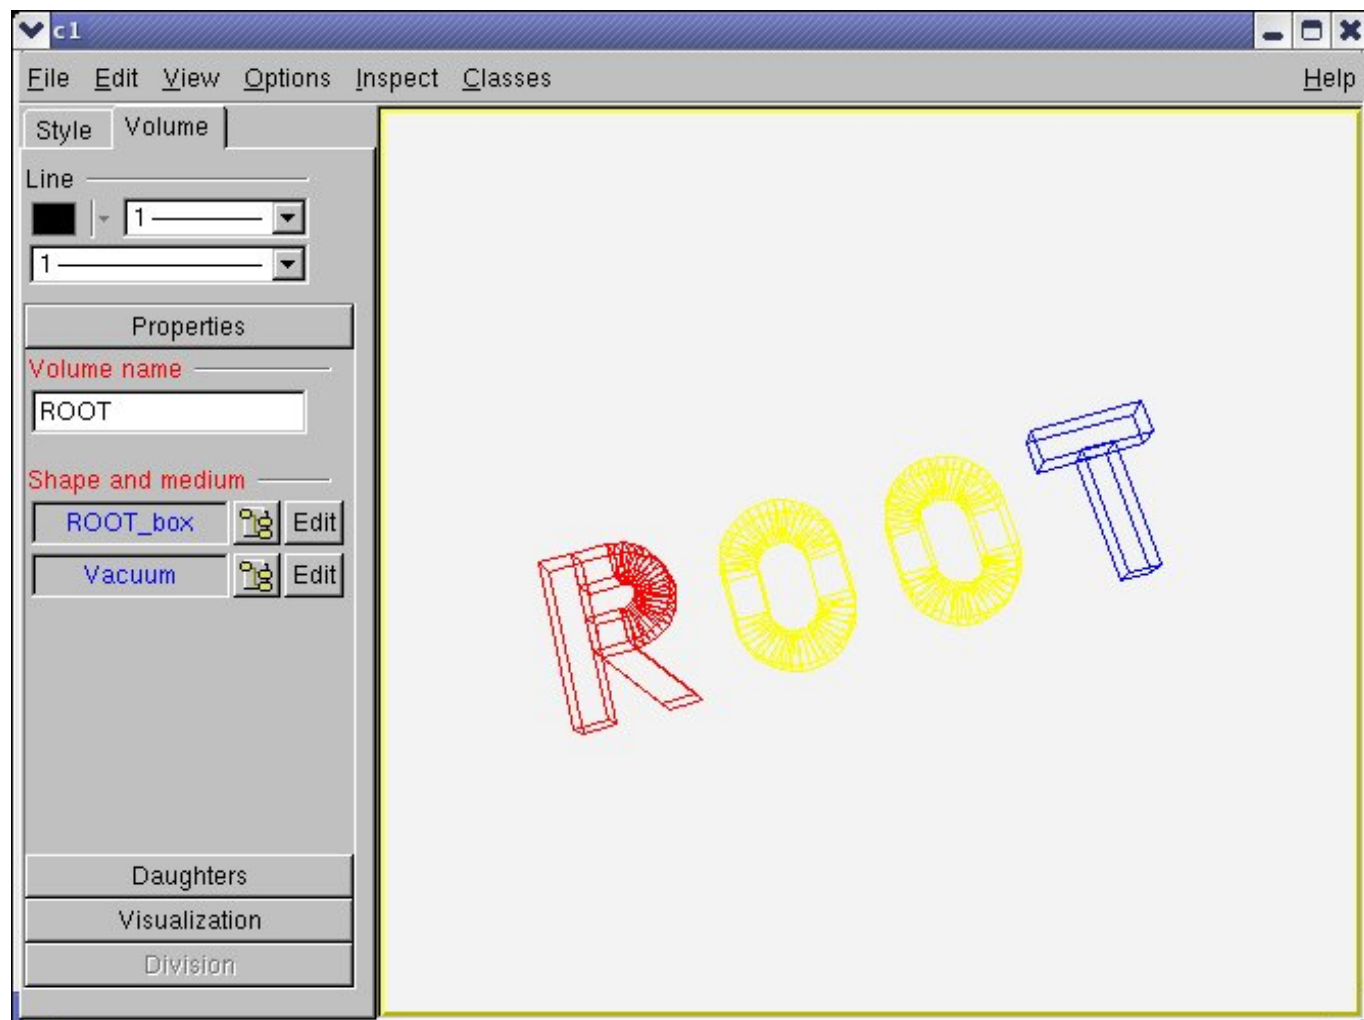 c1
File Edit View Options Inspect Classes Help
Style Volume
Line
1
1
Properties
Volume name
ROOT
Shape and medium
ROOT_box Edit
Vacuum Edit
Daughters
Visualization
Division
ROOT